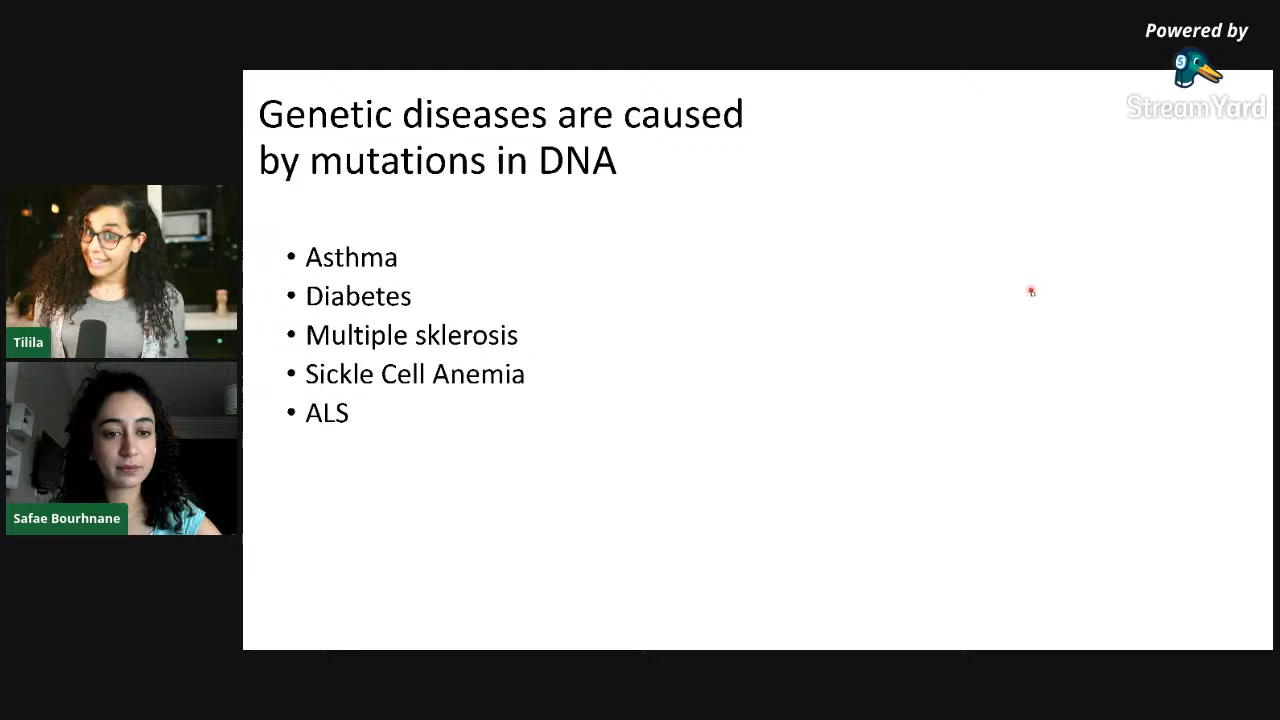 Powered by
StreamYard
Genetic diseases are caused
by mutations in DNA
• Asthma
• Diabetes
• Multiple sklerosis
• Sickle Cell Anemia
• ALS
Tilila
Safae Bourhnane